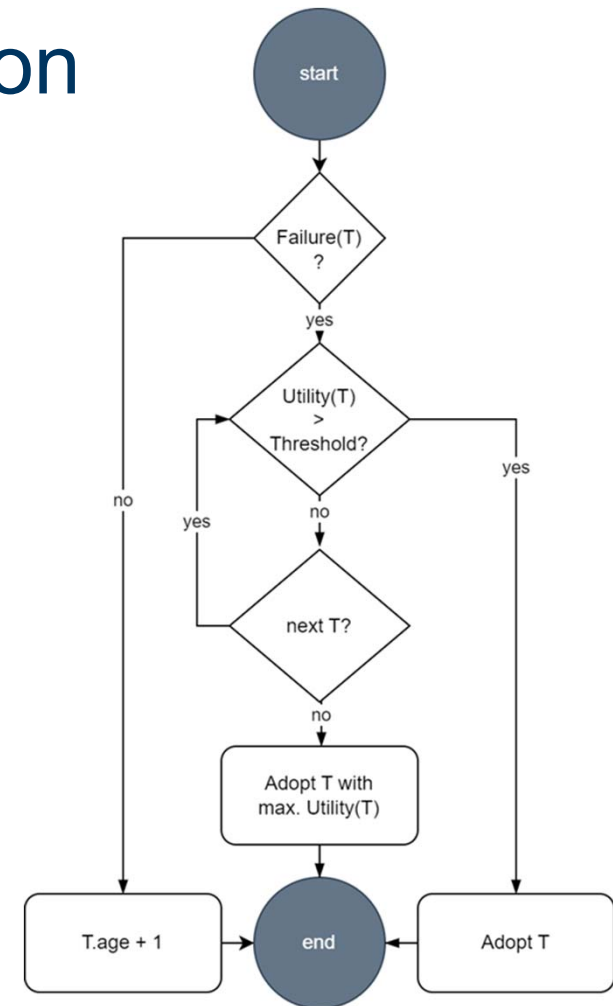 on
start
Failure(T)
?
yes
Utility(T)
>
Threshold?
yes
no
yes
no
next T?
no
Adopt T with
max. Utility(T)
T.age + 1
end
Adopt T